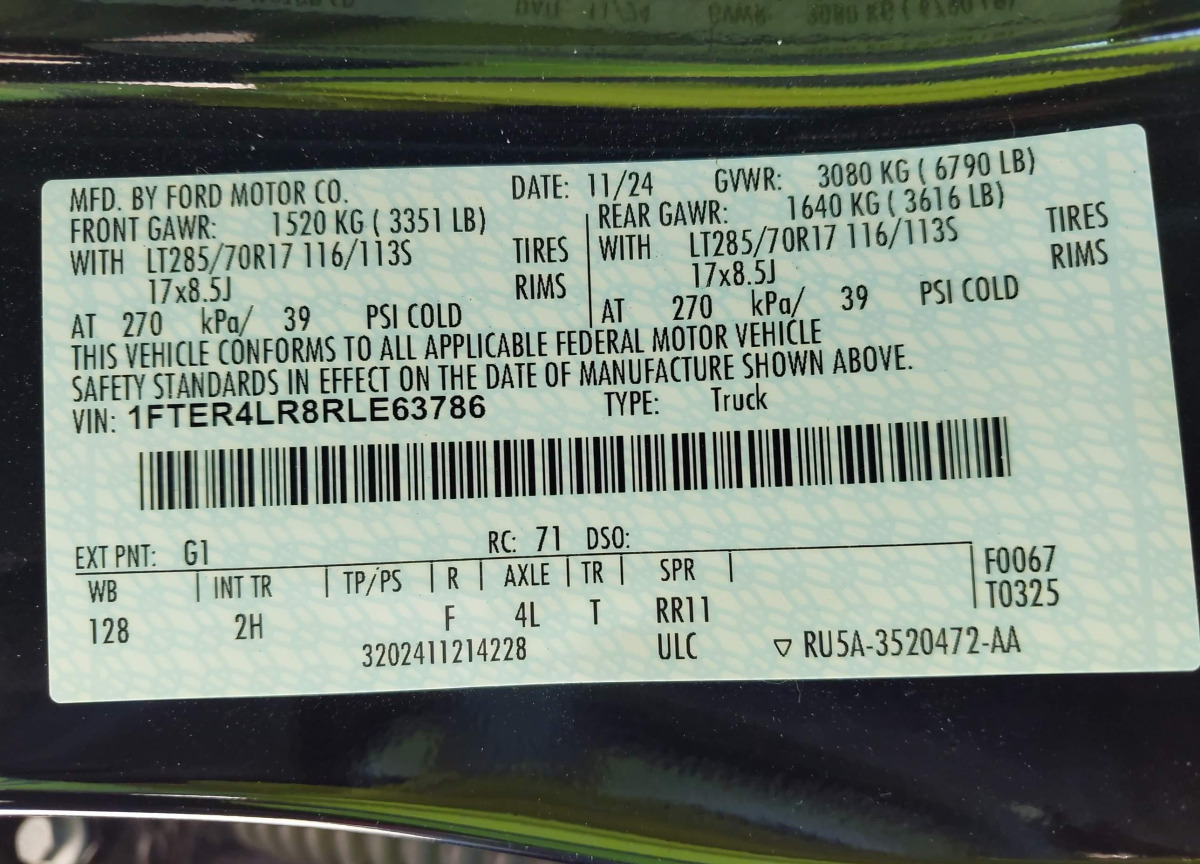 MFD. BY FORD MOTOR CO. DATE: 11/24 GVWR: 3080 KG ( 6790 LB)
FRONT GAWR: 1520 KG ( 3351 LB) REAR GAWR: 1640 KG ( 3616 LB)
WITH LT285/70R17 116/113S TIRES WITH LT285/70R17 116/113S TIRES
17x8.5J RIMS 17x8.5J RIMS
AT 270 kPa/ 39 PSI COLD AT 270 kPa/ 39 PSI COLD
THIS VEHICLE CONFORMS TO ALL APPLICABLE FEDERAL MOTOR VEHICLE
SAFETY STANDARDS IN EFFECT ON THE DATE OF MANUFACTURE SHOWN ABOVE.
VIN: 1FTER4LR8RLE63786 TYPE: Truck
EXT PNT: G1 RC: 71 DSO:
WB INT TR TP/PS R AXLE TR SPR F0067
128 2H F 4L T RR11 T0325
3202411214228 ULC ▽ RU5A-3520472-AA